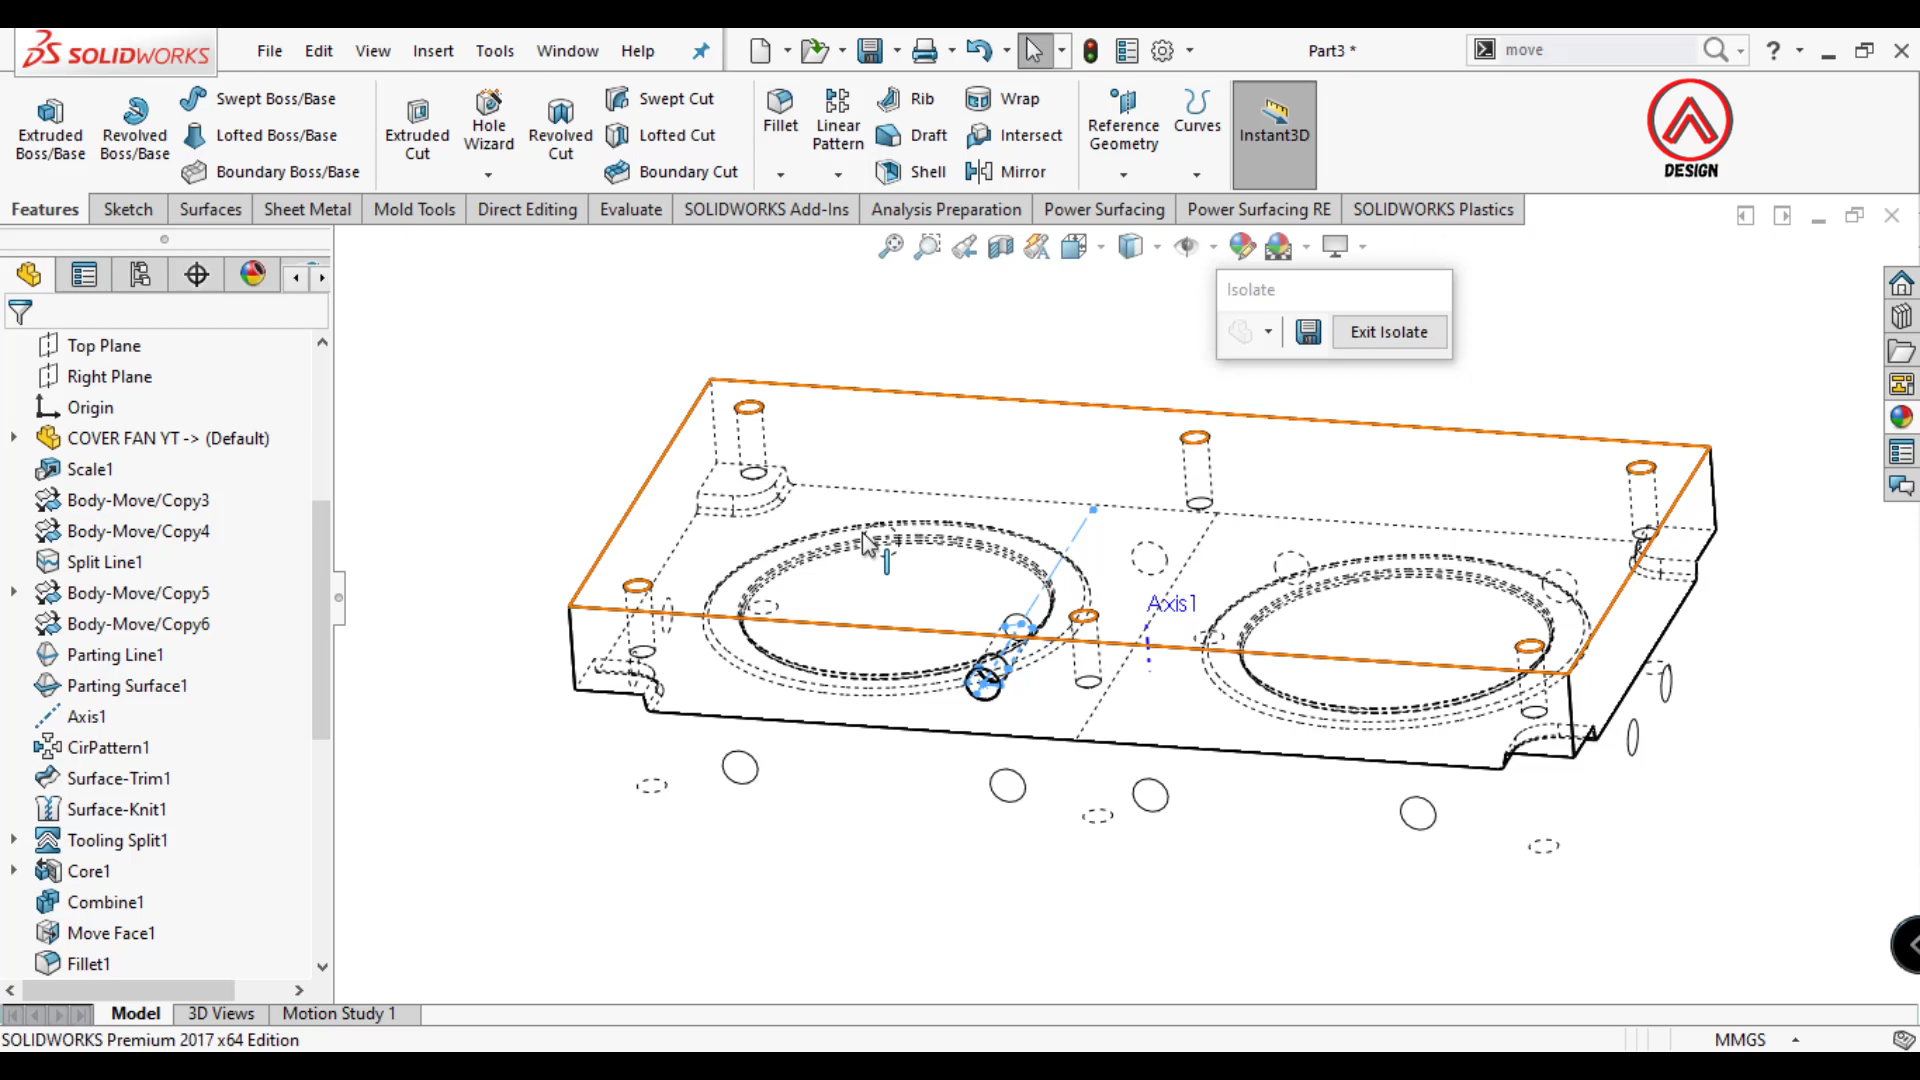 SOLIDWORKS
File Edit View Insert Tools Window Help
Part3 *
move
?
Extruded Boss/Base
Revolved Boss/Base
Swept Boss/Base
Lofted Boss/Base
Boundary Boss/Base
Extruded Cut
Hole Wizard
Revolved Cut
Swept Cut
Lofted Cut
Boundary Cut
Fillet
Linear Pattern
Rib
Draft
Shell
Wrap
Intersect
Mirror
Reference Geometry
Curves
Instant3D
DESIGN
Features Sketch Surfaces Sheet Metal Mold Tools Direct Editing Evaluate SOLIDWORKS Add-Ins Analysis Preparation Power Surfacing Power Surfacing RE SOLIDWORKS Plastics
Isolate
Exit Isolate
Top Plane
Right Plane
Origin
COVER FAN YT -> (Default)
Scale1
Body-Move/Copy3
Body-Move/Copy4
Split Line1
Body-Move/Copy5
Body-Move/Copy6
Parting Line1
Parting Surface1
Axis1
CirPattern1
Surface-Trim1
Surface-Knit1
Tooling Split1
Core1
Combine1
Move Face1
Fillet1
Axis1
Model 3D Views Motion Study 1
SOLIDWORKS Premium 2017 x64 Edition
MMGS